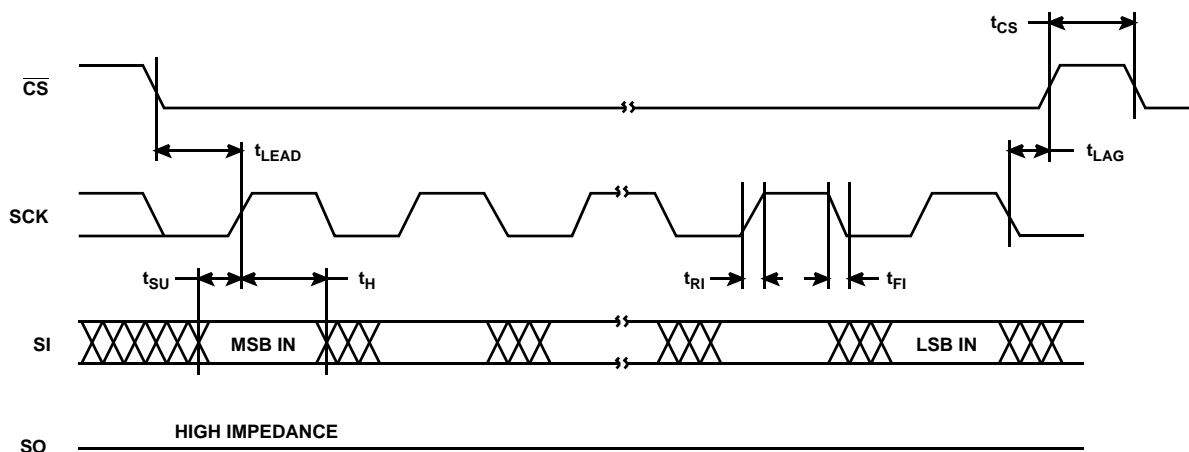 tCS
CS
tLEAD
tLAG
SCK
tSU
tH
tRI
tFI
SI
MSB IN
LSB IN
HIGH IMPEDANCE
SO